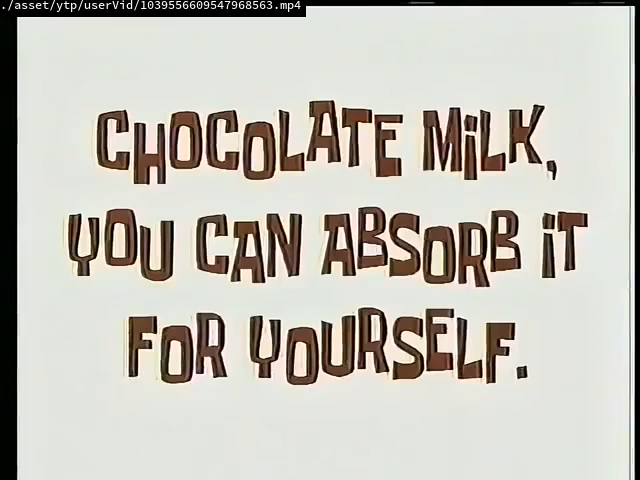 ./asset/ytp/userVid/1039556609547968563.mp4
CHOCOLATE MILK,
YOU CAN ABSORB IT
FOR YOURSELF.